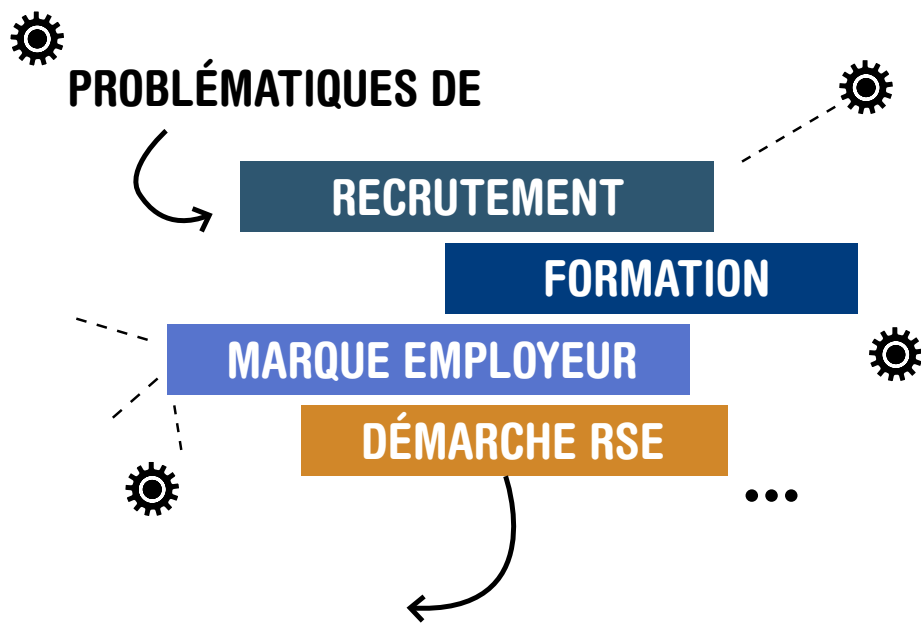 PROBLÉMATIQUES DE
RECRUTEMENT
FORMATION
MARQUE EMPLOYEUR
DÉMARCHE RSE
...